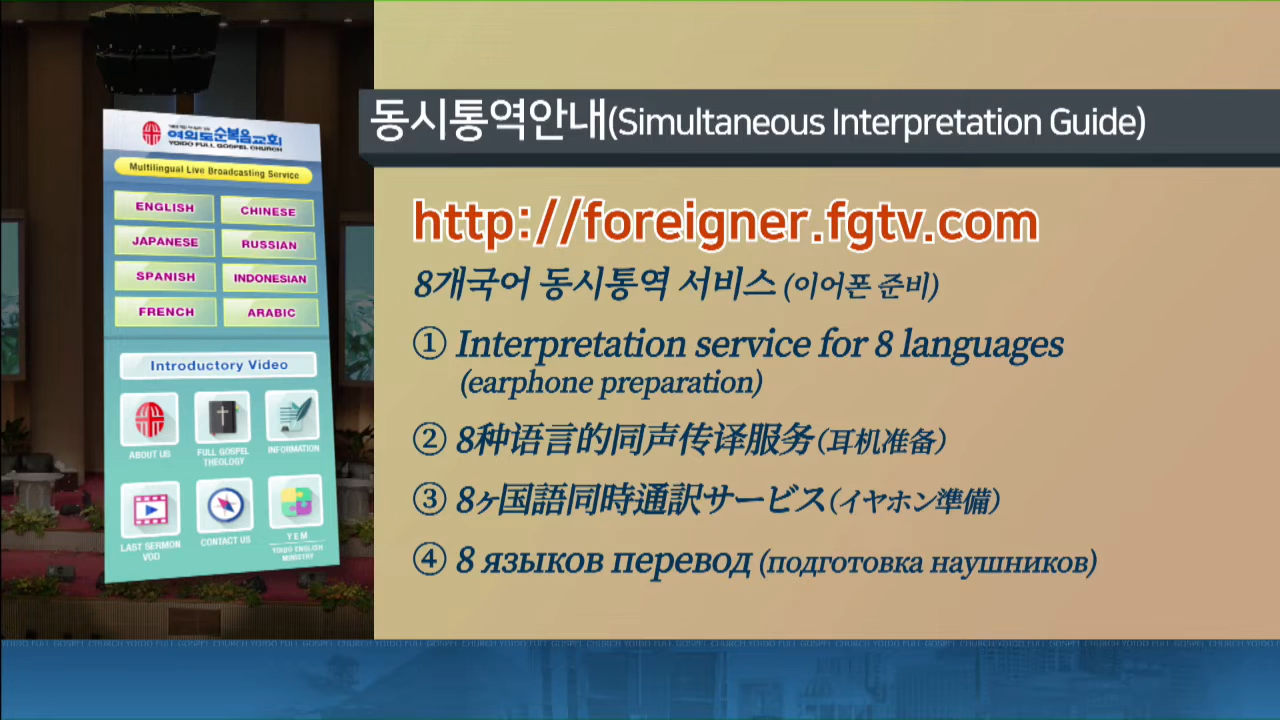 여의도순복음교회
YOIDO FULL GOSPEL CHURCH
Multilingual Live Broadcasting Service
ENGLISH
CHINESE
JAPANESE
RUSSIAN
SPANISH
INDONESIAN
FRENCH
ARABIC
Introductory Video
ABOUT US
FULL GOSPEL
THEOLOGY
INFORMATION
LAST SERMON
VOD
CONTACT US
YEM
YOIDO ENGLISH
MINISTRY
동시통역안내(Simultaneous Interpretation Guide)
http://foreigner.fgtv.com
8개국어 동시통역 서비스 (이어폰 준비)
① Interpretation service for 8 languages
(earphone preparation)
② 8种语言的同声传译服务(耳机准备)
③ 8ヶ国語同時通訳サービス(イヤホン準備)
④ 8 языков перевод (подготовка наушников)